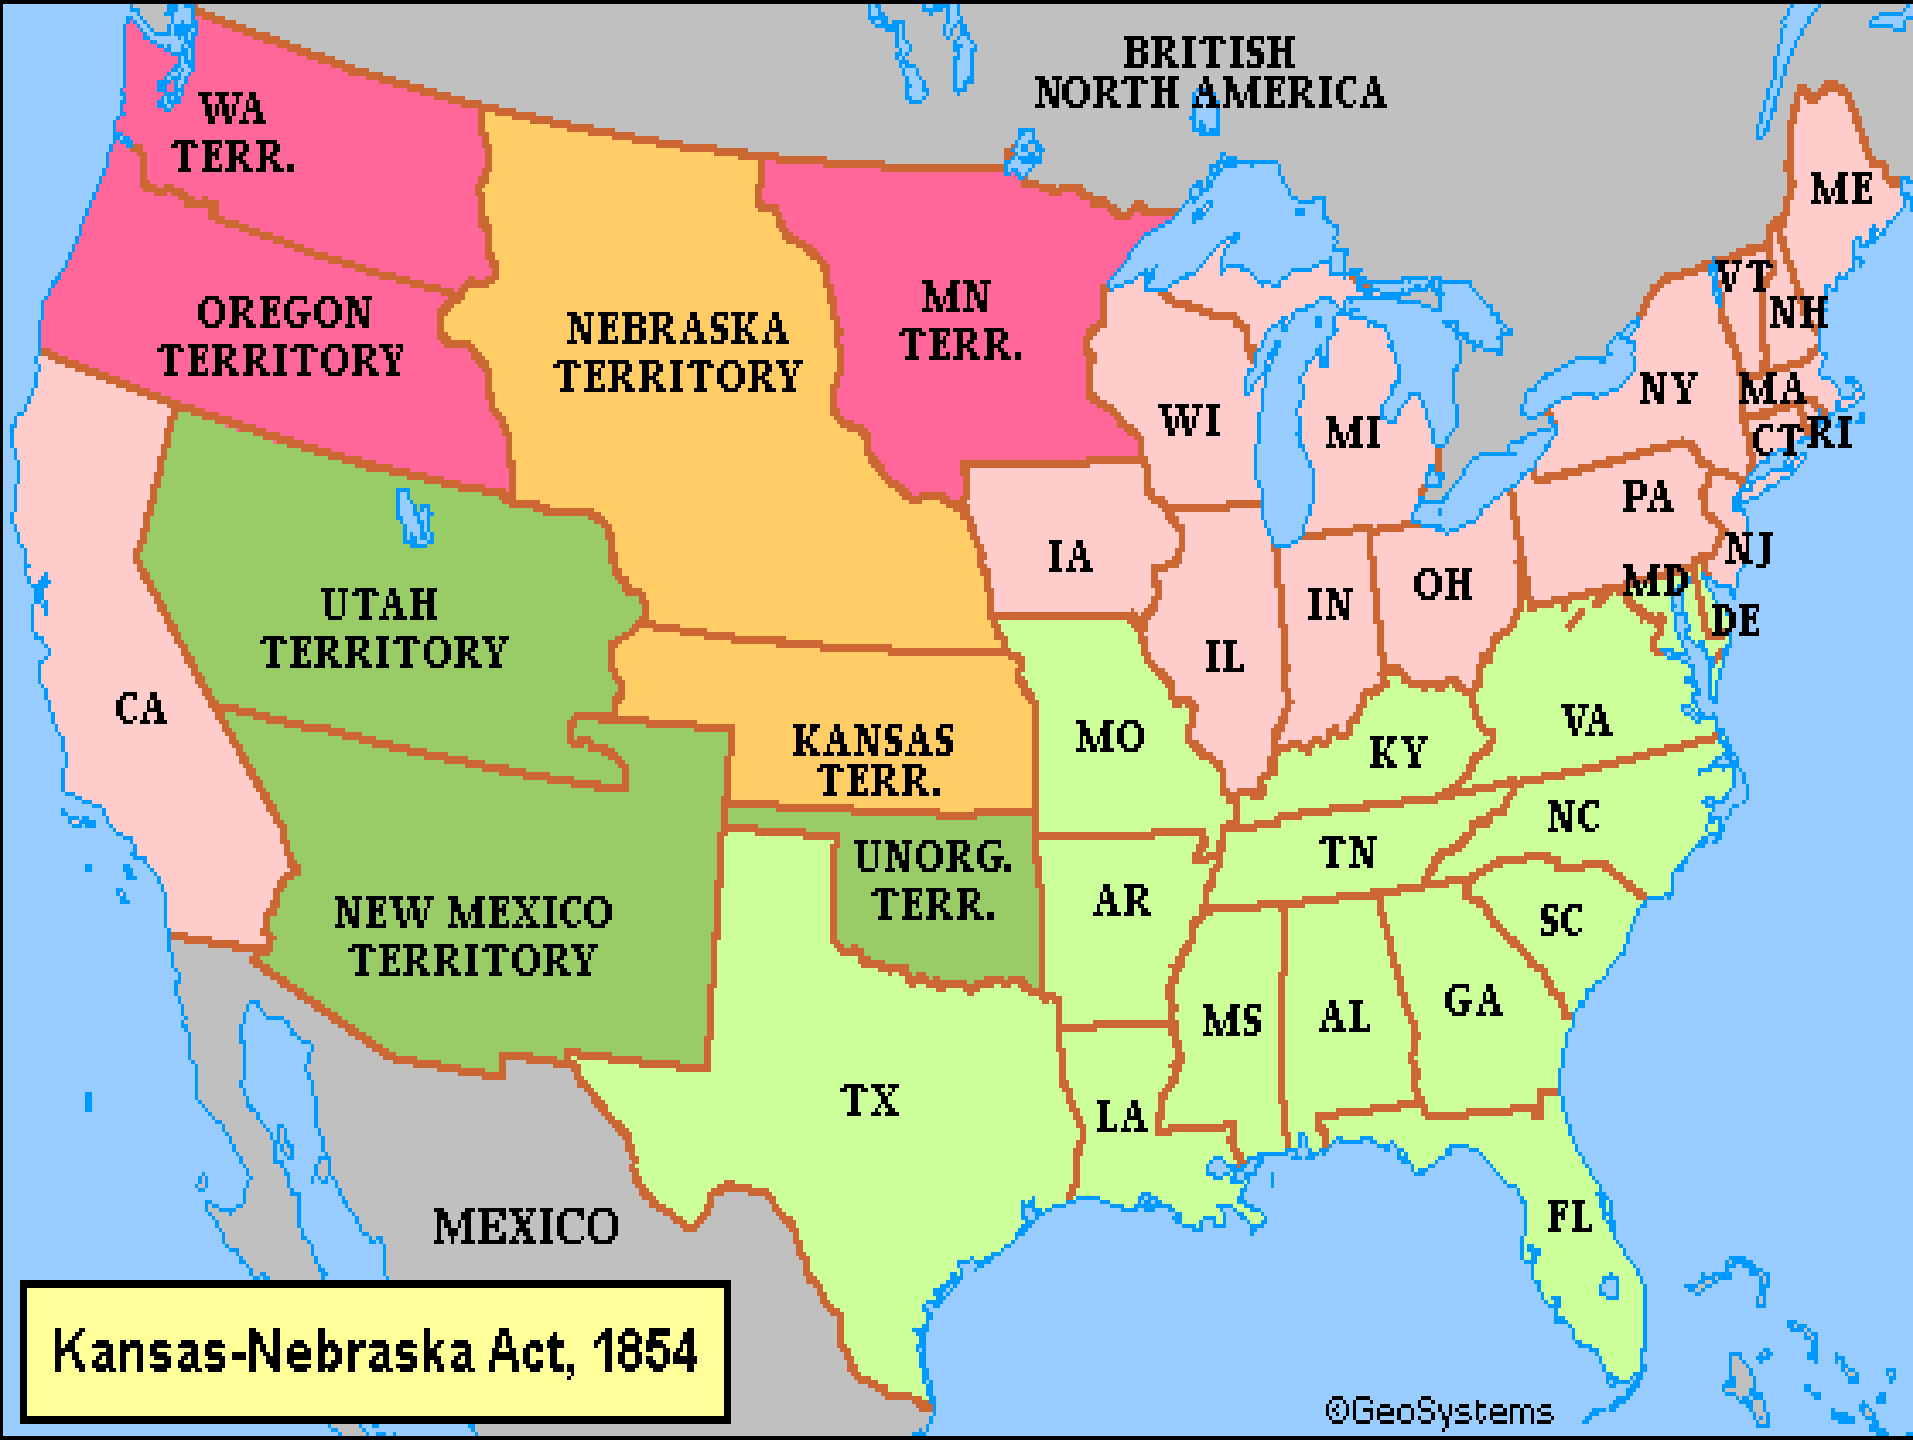 BRITISH
NORTH AMERICA
WA
TERR.
ME
OREGON
TERRITORY
NEBRASKA
TERRITORY
MN
TERR.
VT
NH
WI
MI
NY
MA
CT
RI
PA
NJ
IA
IL
IN
OH
MD
DE
UTAH
TERRITORY
CA
KANSAS
TERR.
MO
KY
VA
NEW MEXICO
TERRITORY
UNORG.
TERR.
AR
TN
NC
SC
TX
LA
MS
AL
GA
FL
MEXICO
Kansas-Nebraska Act, 1854
©GeoSystems